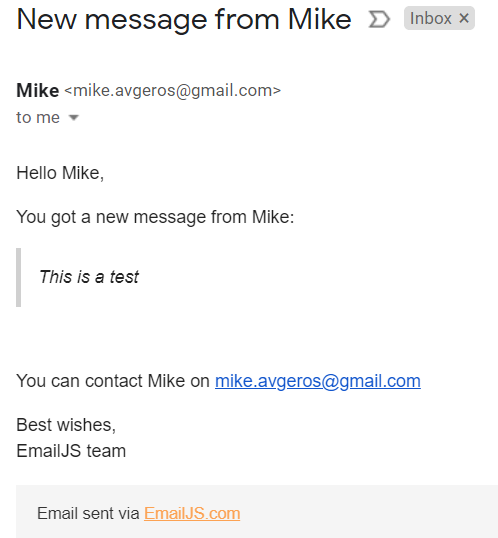 New message from Mike Inbox ×
Mike <mike.avgeros@gmail.com>
to me
Hello Mike,
You got a new message from Mike:
This is a test
You can contact Mike on mike.avgeros@gmail.com
Best wishes,
EmailJS team
Email sent via EmailJS.com